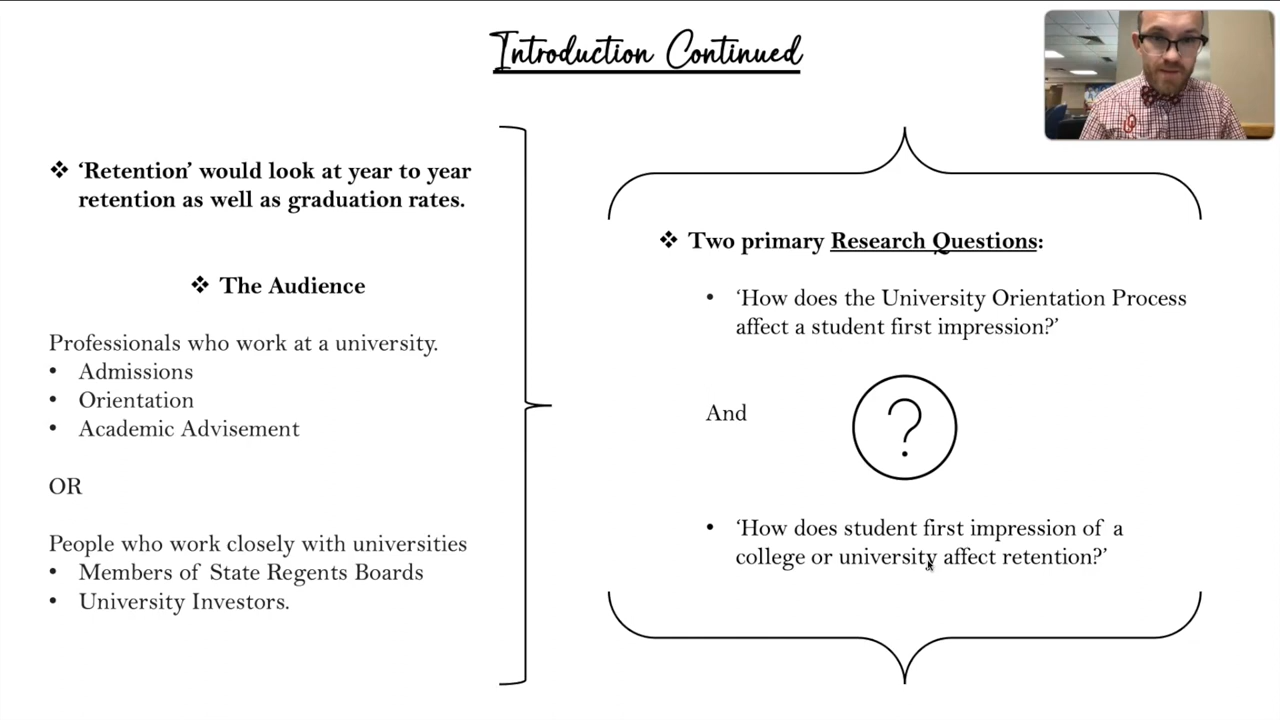 Introduction Continued
❖ ‘Retention’ would look at year to year
retention as well as graduation rates.
❖ The Audience
Professionals who work at a university.
• Admissions
• Orientation
• Academic Advisement
OR
People who work closely with universities
• Members of State Regents Boards
• University Investors.
❖ Two primary Research Questions:
• ‘How does the University Orientation Process
affect a student first impression?’
And
?
• ‘How does student first impression of a
college or university affect retention?’